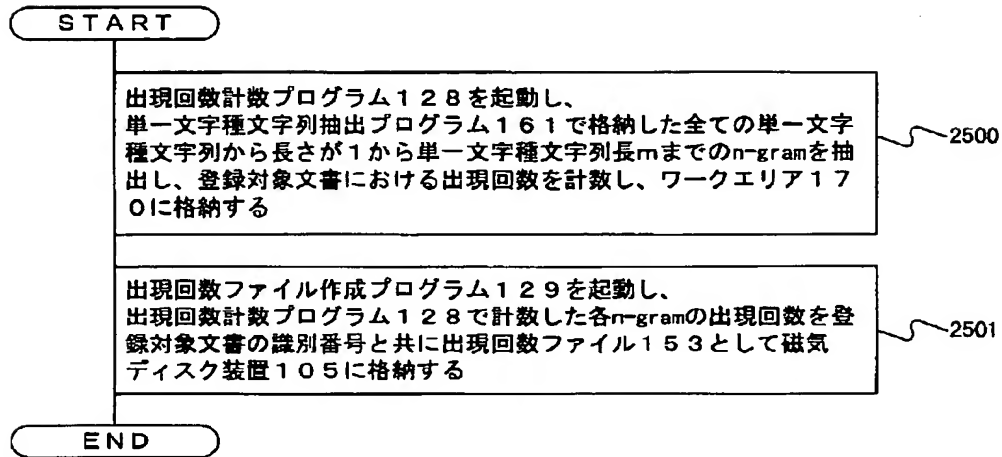 START
出現回数計数プログラム128を起動し、
単一文字種文字列抽出プログラム161で格納した全ての単一文字
種文字列から長さが1から単一文字種文字列長mまでのn-gramを抽
出し、登録対象文書における出現回数を計数し、ワークエリア17
0に格納する
2500
出現回数ファイル作成プログラム129を起動し、
出現回数計数プログラム128で計数した各n-gramの出現回数を登
録対象文書の識別番号と共に出現回数ファイル153として磁気
ディスク装置105に格納する
2501
END